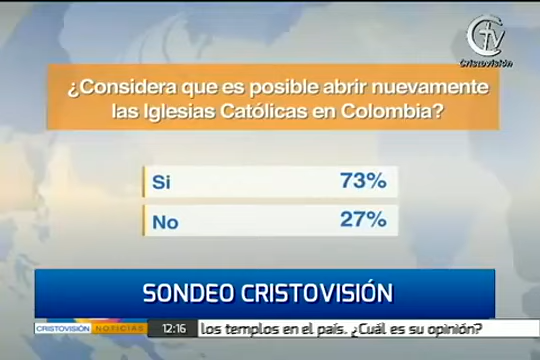 CTV
Cristovisión
¿Considera que es posible abrir nuevamente
las Iglesias Católicas en Colombia?
Si 73%
No 27%
SONDEO CRISTOVISIÓN
CRISTOVISIÓN NOTICIAS 12:16 los templos en el país. ¿Cuál es su opinión?